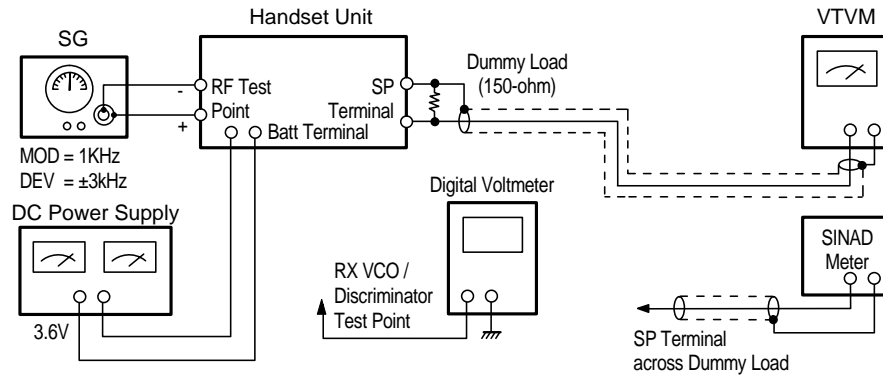 Handset Unit
VTVM
SG
Dummy Load
(150-ohm)
RF Test
Point
-
+
SP
Terminal
Batt Terminal
MOD = 1KHz
DEV = ±3kHz
DC Power Supply
3.6V
Digital Voltmeter
RX VCO /
Discriminator
Test Point
SINAD
Meter
SP Terminal
across Dummy Load